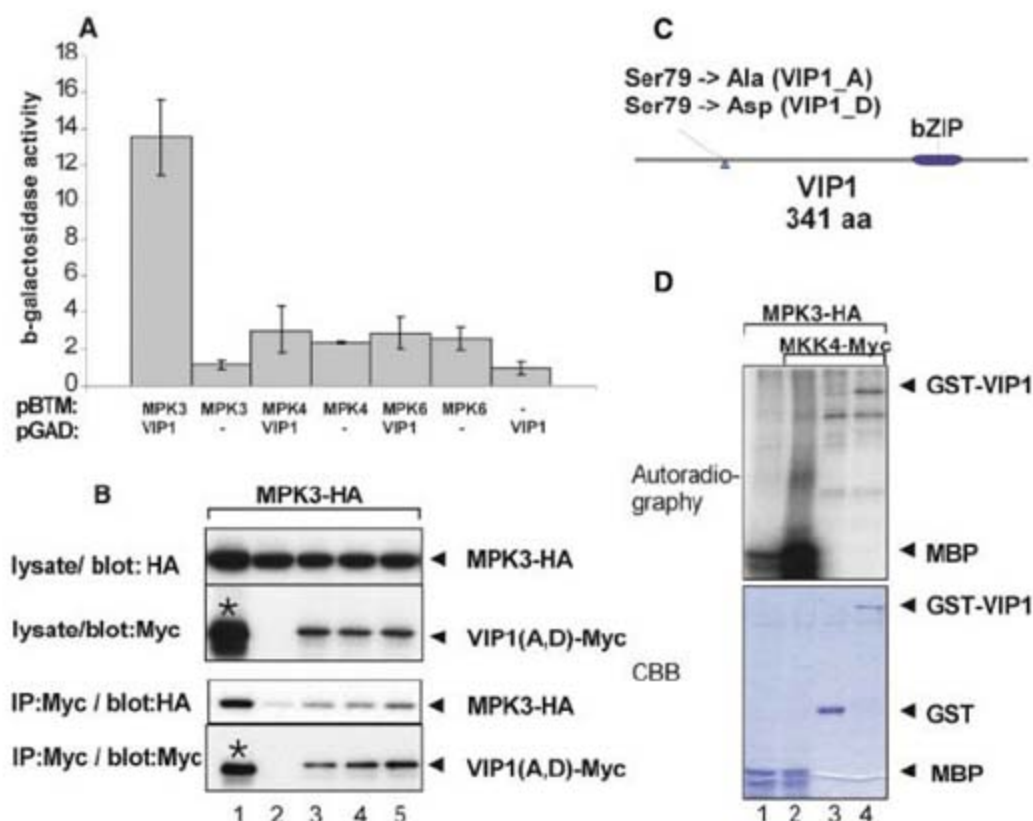 A
b-galactosidase activity
18
16
14
12
10
8
6
4
2
0
pBTM: MPK3 MPK3 MPK4 MPK4 MPK6 MPK6 -
pGAD: VIP1 - VIP1 - VIP1 - VIP1
B
MPK3-HA
lysate/ blot: HA
MPK3-HA
*
lysate/blot:Myc
VIP1(A,D)-Myc
IP:Myc / blot:HA
MPK3-HA
*
IP:Myc / blot:Myc
VIP1(A,D)-Myc
1 2 3 4 5
C
Ser79 -> Ala (VIP1_A)
Ser79 -> Asp (VIP1_D)
bZIP
VIP1
341 aa
D
MPK3-HA
MKK4-Myc
GST-VIP1
Autoradio-
graphy
MBP
GST-VIP1
CBB
GST
MBP
1 2 3 4